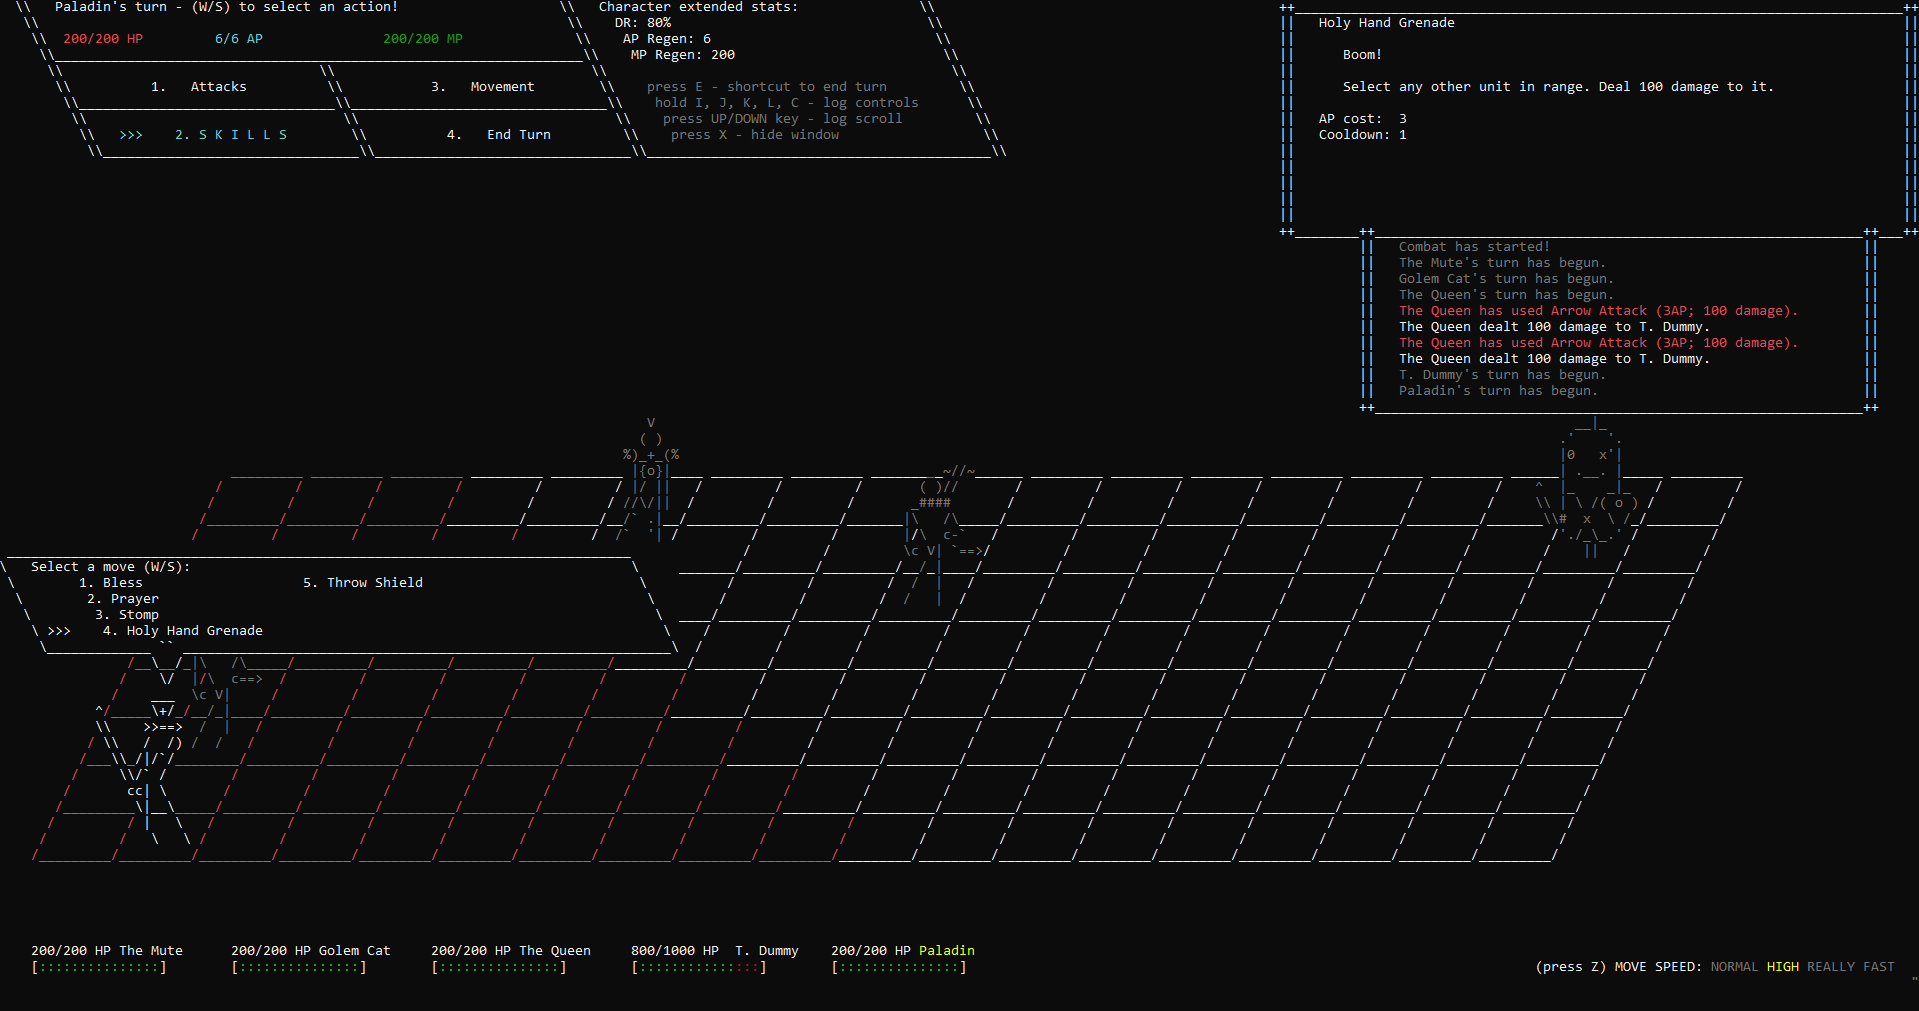 Paladin's turn - (W/S) to select an action!
200/200 HP 6/6 AP 200/200 MP
1. Attacks
3. Movement
>>> 2. S K I L L S
4. End Turn
Character extended stats:
DR: 80%
AP Regen: 6
MP Regen: 200
press E - shortcut to end turn
hold I, J, K, L, C - log controls
press UP/DOWN key - log scroll
press X - hide window
Holy Hand Grenade
Boom!
Select any other unit in range. Deal 100 damage to it.
AP cost: 3
Cooldown: 1
Combat has started!
The Mute's turn has begun.
Golem Cat's turn has begun.
The Queen's turn has begun.
The Queen has used Arrow Attack (3AP; 100 damage).
The Queen dealt 100 damage to T. Dummy.
The Queen has used Arrow Attack (3AP; 100 damage).
The Queen dealt 100 damage to T. Dummy.
T. Dummy's turn has begun.
Paladin's turn has begun.
Select a move (W/S):
1. Bless
2. Prayer
3. Stomp
>>> 4. Holy Hand Grenade
5. Throw Shield
200/200 HP The Mute
200/200 HP Golem Cat
200/200 HP The Queen
800/1000 HP T. Dummy
200/200 HP Paladin
(press Z) MOVE SPEED: NORMAL HIGH REALLY FAST